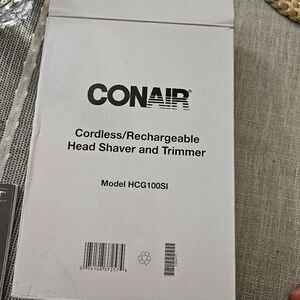 CONAIR®
Cordless/Rechargeable
Head Shaver and Trimmer
Model HCG100SI